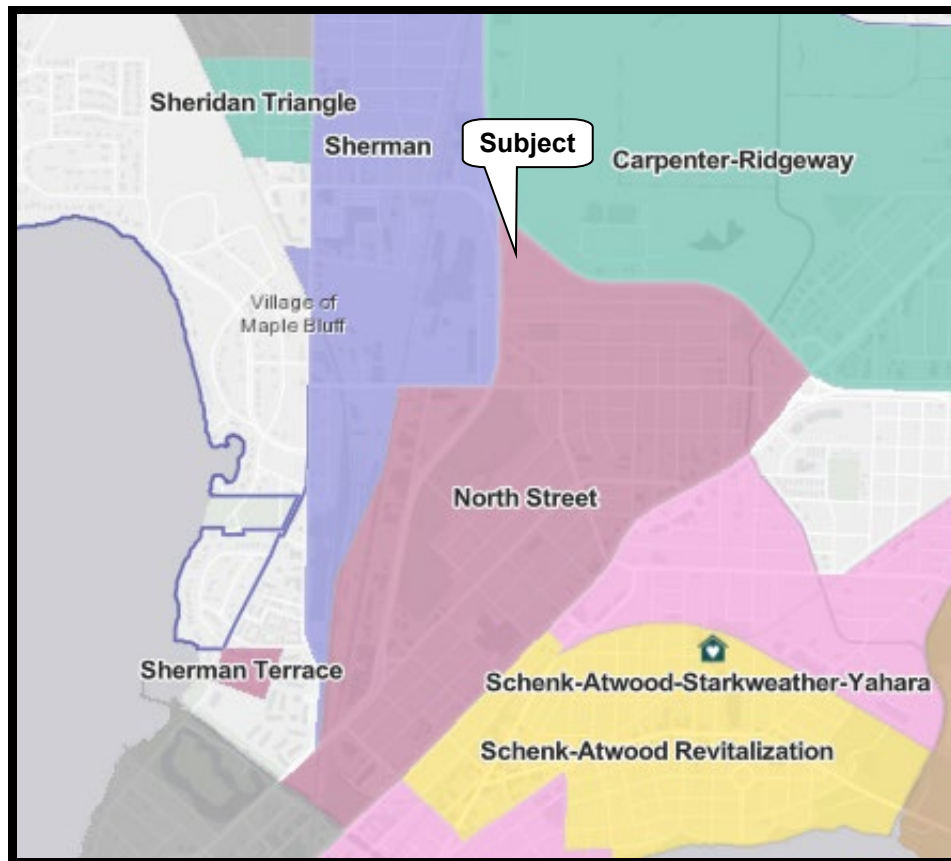 Sheridan Triangle
Sherman
Subject
Carpenter-Ridgeway
Village of
Maple Bluff
North Street
Sherman Terrace
Schenk-Atwood-Starkweather-Yahara
Schenk-Atwood Revitalization